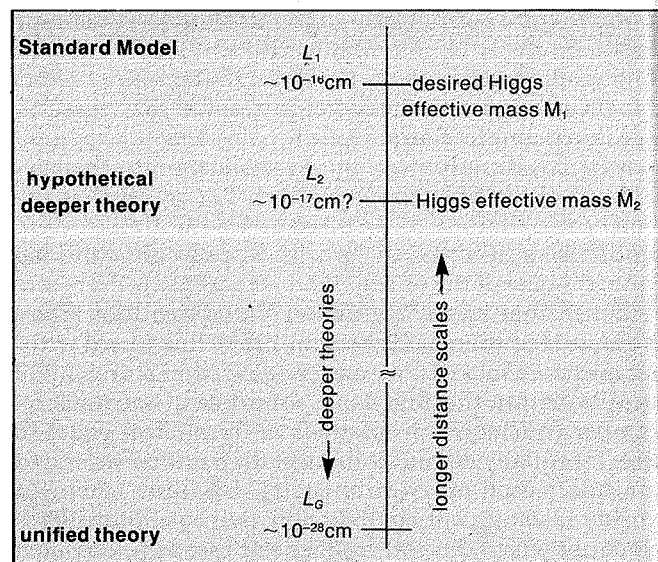 Standard Model
L₁
~10⁻¹⁶cm
desired Higgs
effective mass M₁
hypothetical
deeper theory
L₂
~10⁻¹⁷cm?
Higgs effective mass M₂
deeper theories
longer distance scales
≈
unified theory
L_G
~10⁻²⁸cm